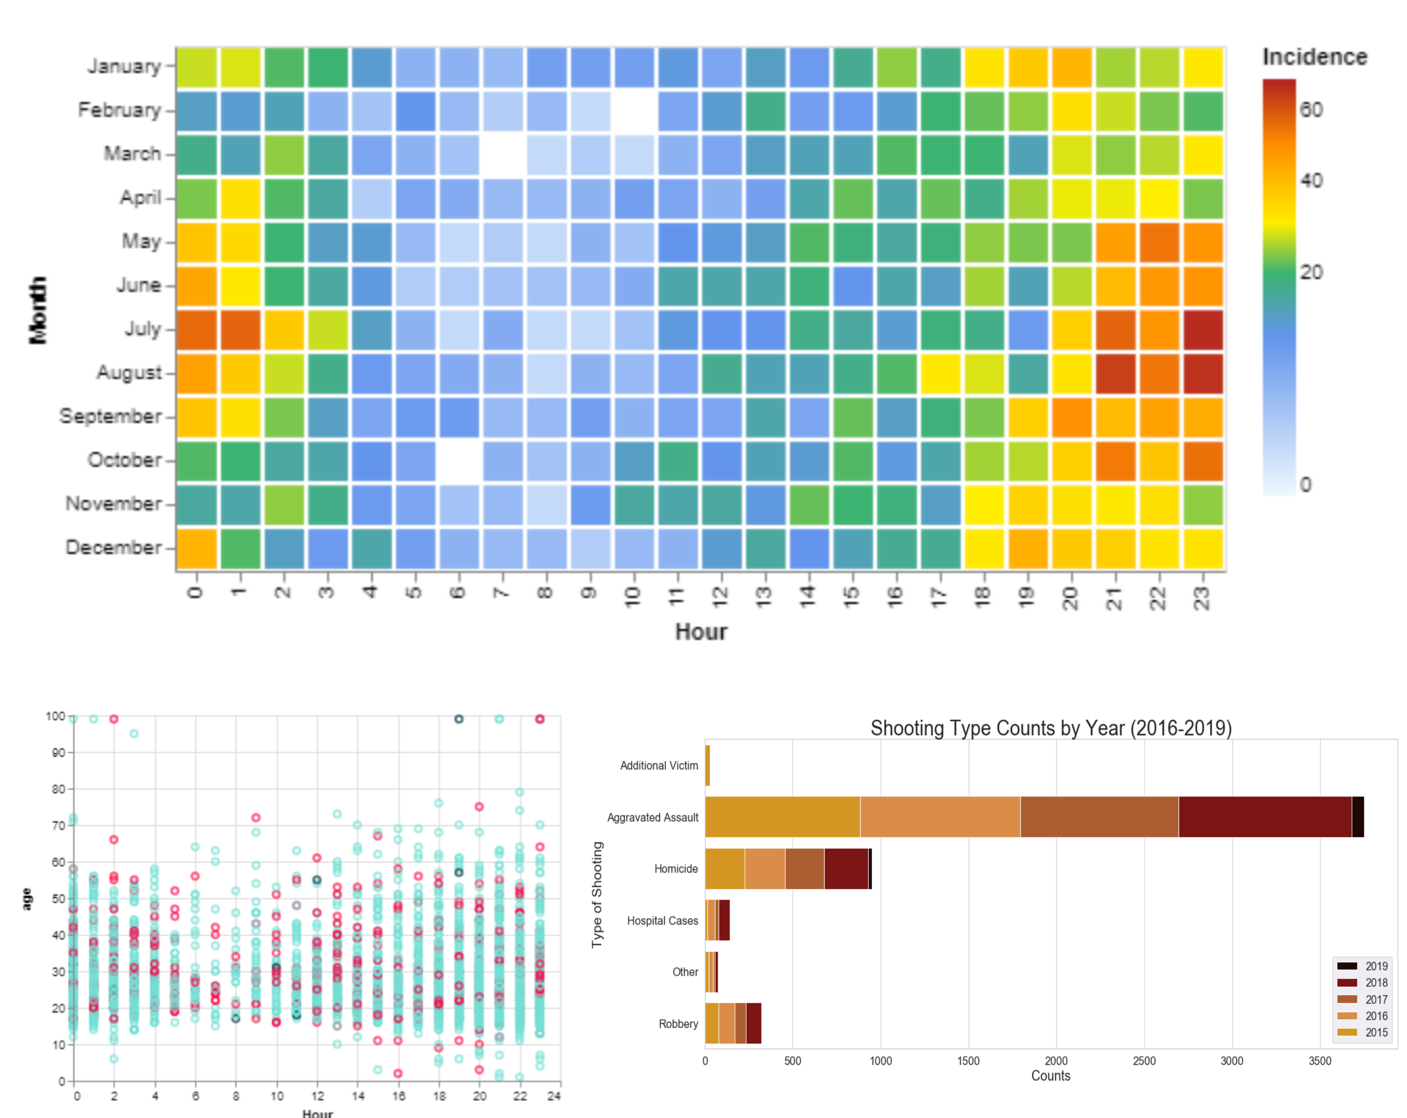 Incidence
60
40
20
0
Month
January
February
March
April
May
June
July
August
September
October
November
December
0 1 2 3 4 5 6 7 8 9 10 11 12 13 14 15 16 17 18 19 20 21 22 23
Hour
100
90
80
70
60
50
40
30
20
10
0
age
0 2 4 6 8 10 12 14 16 18 20 22 24
Hour
Shooting Type Counts by Year (2016-2019)
Type of Shooting
Additional Victim
Aggravated Assault
Homicide
Hospital Cases
Other
Robbery
2019
2018
2017
2016
2015
0 500 1000 1500 2000 2500 3000 3500
Counts